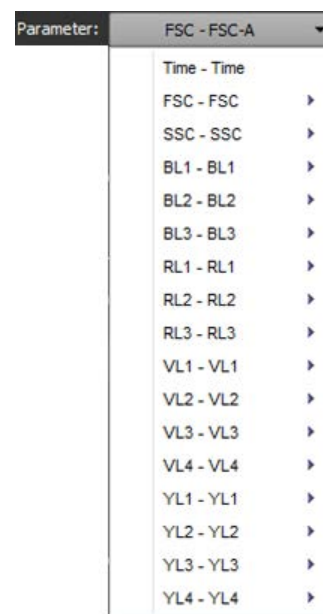 Parameter: FSC - FSC-A
Time - Time
FSC - FSC
SSC - SSC
BL1 - BL1
BL2 - BL2
BL3 - BL3
RL1 - RL1
RL2 - RL2
RL3 - RL3
VL1 - VL1
VL2 - VL2
VL3 - VL3
VL4 - VL4
YL1 - YL1
YL2 - YL2
YL3 - YL3
YL4 - YL4